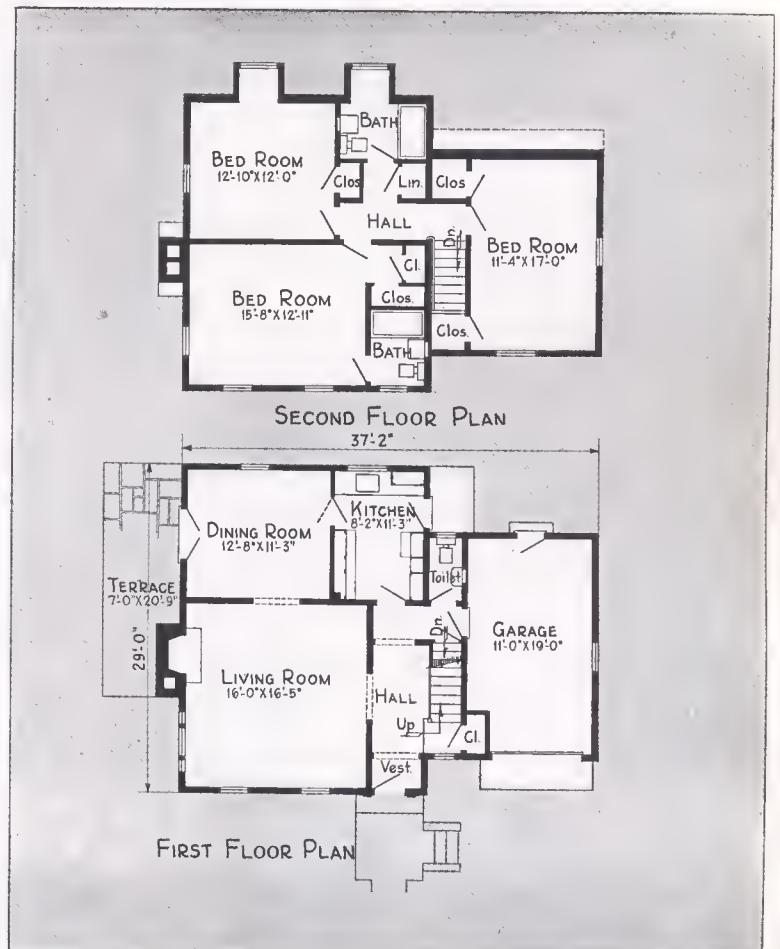 BATH
BED ROOM
12'-10"X12'-0"
Clos
Lin.
Clos
HALL
Dn.
BED ROOM
11'-4"X17'-0"
Cl.
BED ROOM
15'-8"X12'-11"
Clos.
Clos.
BATH
SECOND FLOOR PLAN
37'-2"
KITCHEN
8'-2"X11'-3"
DINING ROOM
12'-8"X11'-3"
Toilet
TERRACE
7'-0"X20'-9"
Dn.
GARAGE
11'-0"X19'-0"
29'-0"
LIVING ROOM
16'-0"X16'-5"
HALL
Up
Cl.
Vest.
FIRST FLOOR PLAN